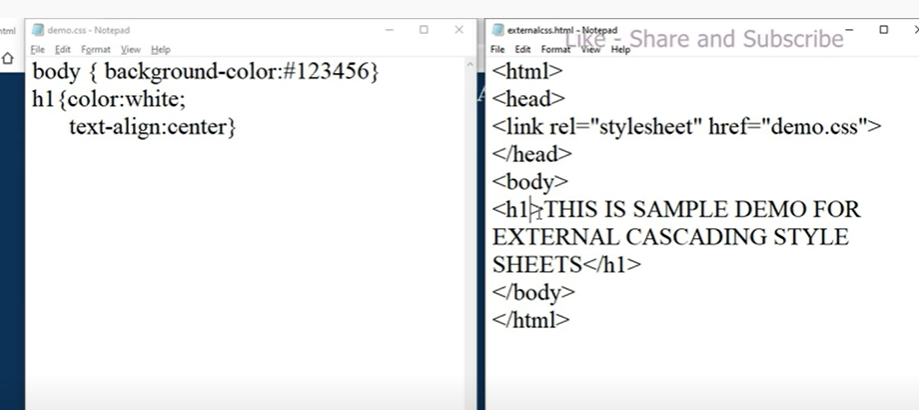 html
demo.css - Notepad
File Edit Format View Help
body { background-color:#123456}
h1{color:white;
text-align:center}
externalcss.html - Notepad
Like - Share and Subscribe
File Edit Format View Help
<html>
<head>
<link rel="stylesheet" href="demo.css">
</head>
<body>
<h1>THIS IS SAMPLE DEMO FOR
EXTERNAL CASCADING STYLE
SHEETS</h1>
</body>
</html>